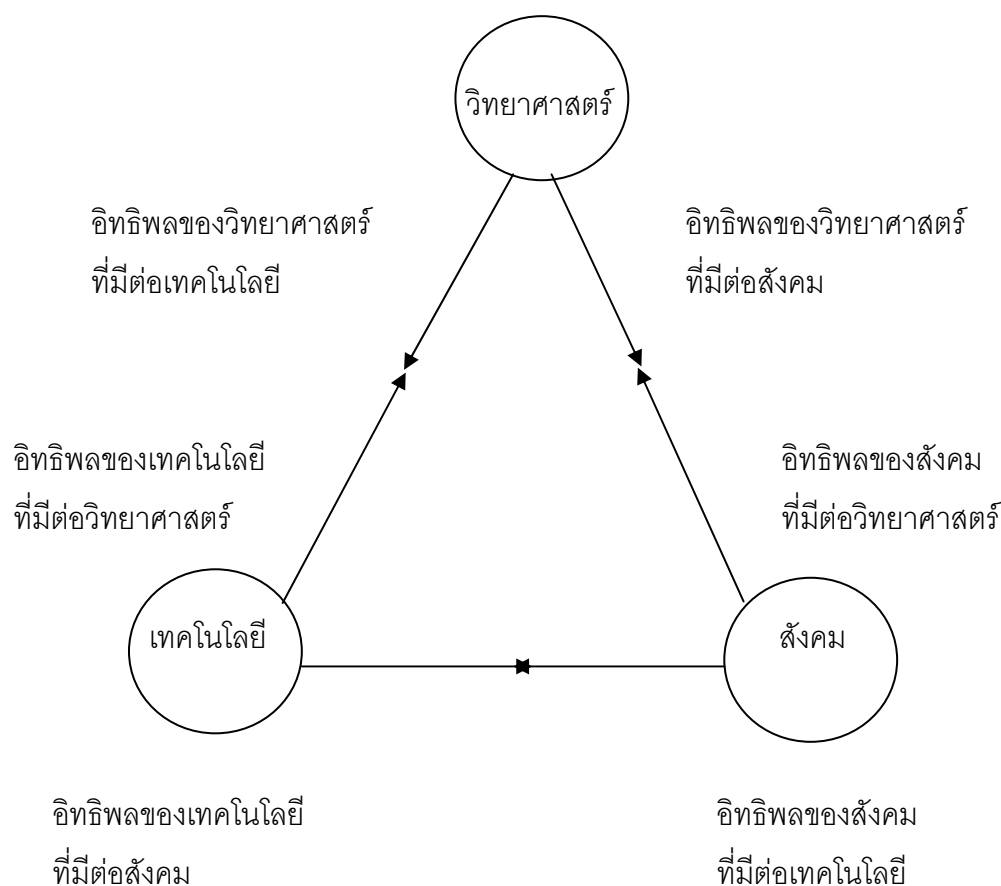 วิทยาศาสตร์
อิทธิพลของวิทยาศาสตร์
ที่มีต่อเทคโนโลยี
อิทธิพลของวิทยาศาสตร์
ที่มีต่อสังคม
อิทธิพลของเทคโนโลยี
ที่มีต่อวิทยาศาสตร์
อิทธิพลของสังคม
ที่มีต่อวิทยาศาสตร์
เทคโนโลยี
สังคม
อิทธิพลของเทคโนโลยี
ที่มีต่อสังคม
อิทธิพลของสังคม
ที่มีต่อเทคโนโลยี